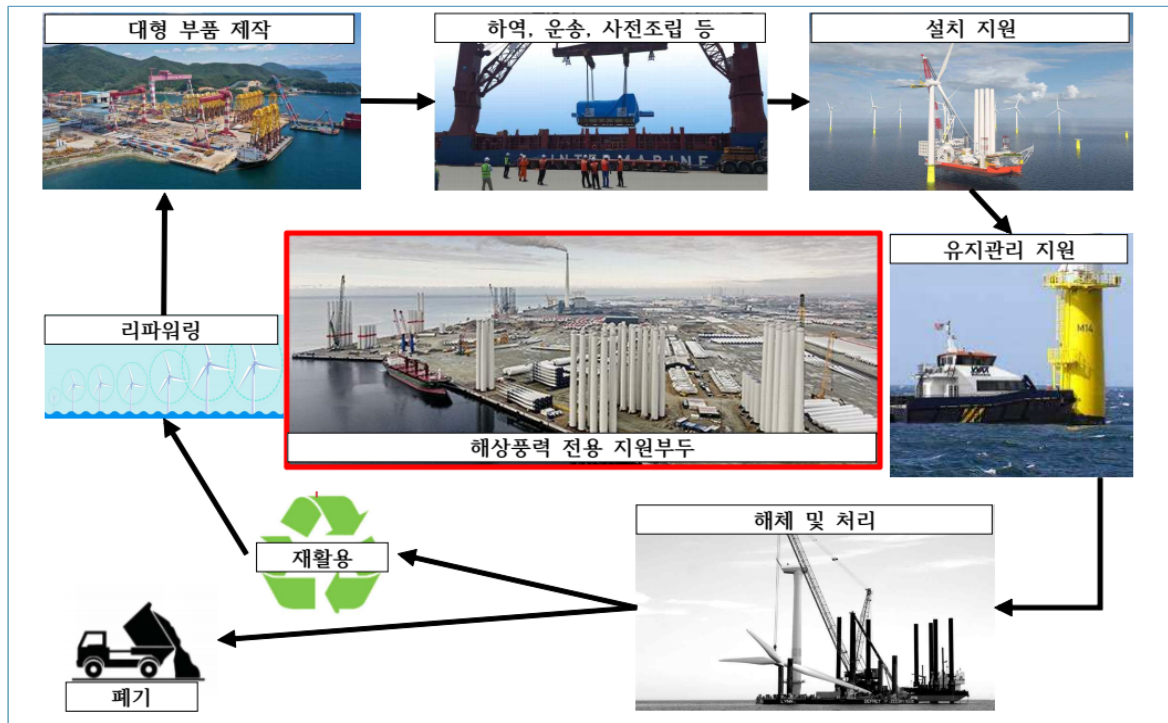 대형 부품 제작
하역, 운송, 사전조립 등
설치 지원
유지관리 지원
M14
리파워링
해상풍력 전용 지원부두
해체 및 처리
재활용
폐기